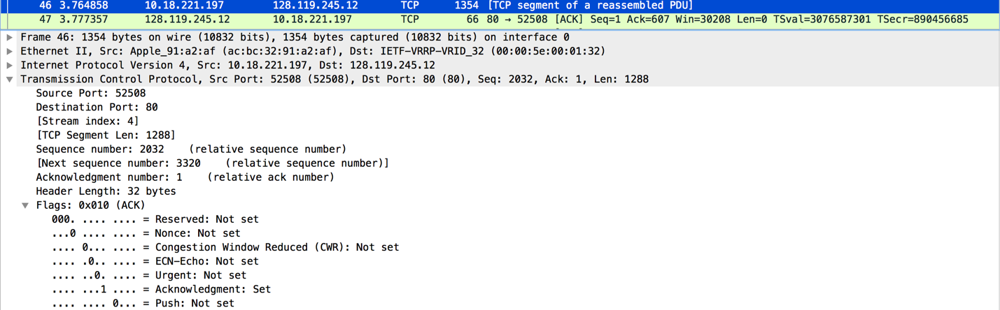 46 3.764858 10.18.221.197 128.119.245.12 TCP 1354 [TCP segment of a reassembled PDU]
47 3.777357 128.119.245.12 10.18.221.197 TCP 66 80 → 52508 [ACK] Seq=1 Ack=607 Win=30208 Len=0 TSval=3076587301 TSecr=890456685
Frame 46: 1354 bytes on wire (10832 bits), 1354 bytes captured (10832 bits) on interface 0
Ethernet II, Src: Apple_91:a2:af (ac:bc:32:91:a2:af), Dst: IETF-VRRP-VRID_32 (00:00:5e:00:01:32)
Internet Protocol Version 4, Src: 10.18.221.197, Dst: 128.119.245.12
Transmission Control Protocol, Src Port: 52508 (52508), Dst Port: 80 (80), Seq: 2032, Ack: 1, Len: 1288
Source Port: 52508
Destination Port: 80
[Stream index: 4]
[TCP Segment Len: 1288]
Sequence number: 2032 (relative sequence number)
[Next sequence number: 3320 (relative sequence number)]
Acknowledgment number: 1 (relative ack number)
Header Length: 32 bytes
Flags: 0x010 (ACK)
000. .... .... = Reserved: Not set
...0 .... .... = Nonce: Not set
.... 0... .... = Congestion Window Reduced (CWR): Not set
.... .0.. .... = ECN-Echo: Not set
.... ..0. .... = Urgent: Not set
.... ...1 .... = Acknowledgment: Set
.... .... 0... = Push: Not set